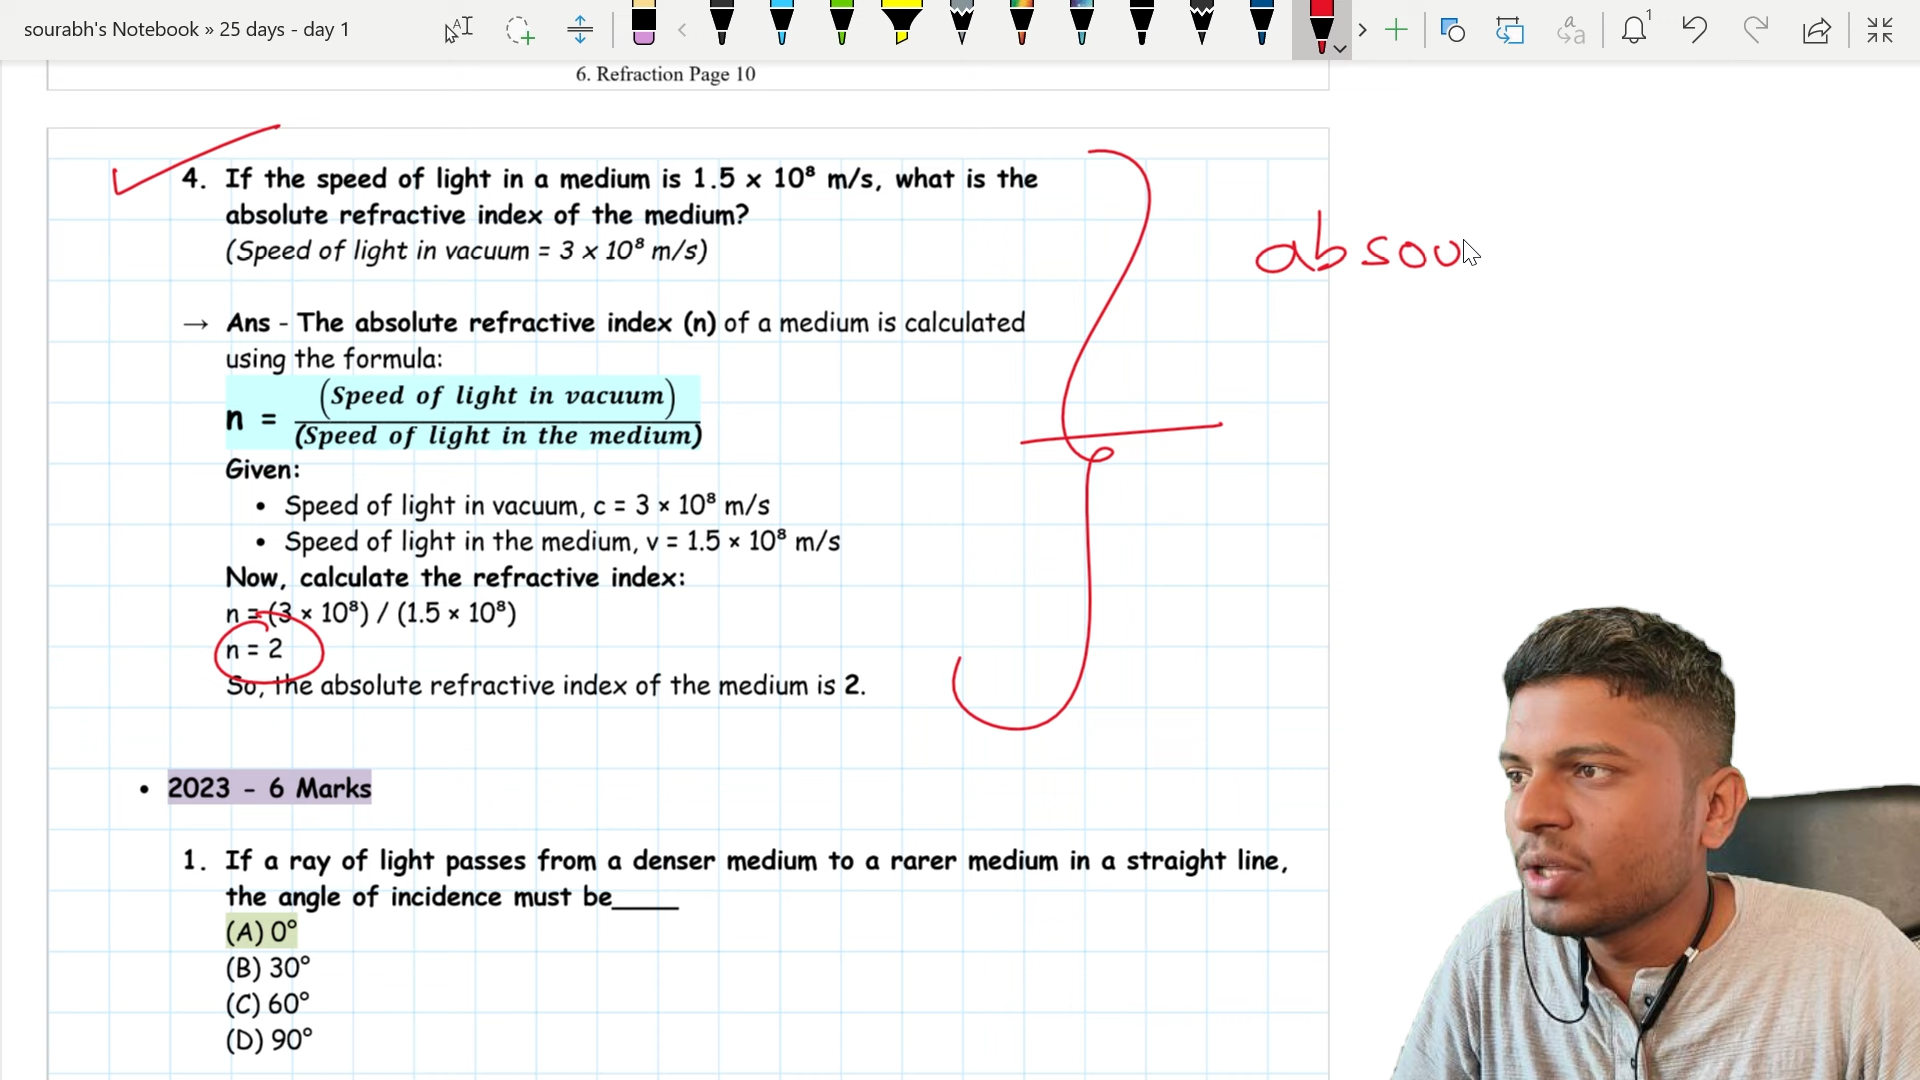 sourabh's Notebook » 25 days - day 1
1
6. Refraction Page 10
4. If the speed of light in a medium is 1.5 × 10⁸ m/s, what is the
absolute refractive index of the medium?
(Speed of light in vacuum = 3 × 10⁸ m/s)
absou
→ Ans - The absolute refractive index (n) of a medium is calculated
using the formula:
n = (Speed of light in vacuum)
(Speed of light in the medium)
Given:
• Speed of light in vacuum, c = 3 × 10⁸ m/s
• Speed of light in the medium, v = 1.5 × 10⁸ m/s
Now, calculate the refractive index:
n = (3 × 10⁸) / (1.5 × 10⁸)
n = 2
So, the absolute refractive index of the medium is 2.
• 2023 - 6 Marks
1. If a ray of light passes from a denser medium to a rarer medium in a straight line,
the angle of incidence must be____
(A) 0°
(B) 30°
(C) 60°
(D) 90°